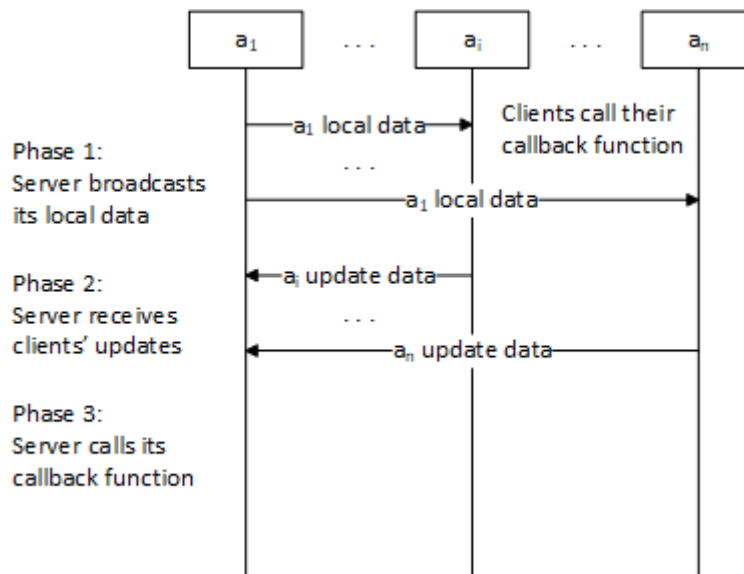 a₁ . . . aᵢ . . . aₙ
a₁ local data
Clients call their
callback function
Phase 1:
Server broadcasts
its local data
. . .
a₁ local data
aᵢ update data
Phase 2:
Server receives
clients’ updates
. . .
aₙ update data
Phase 3:
Server calls its
callback function